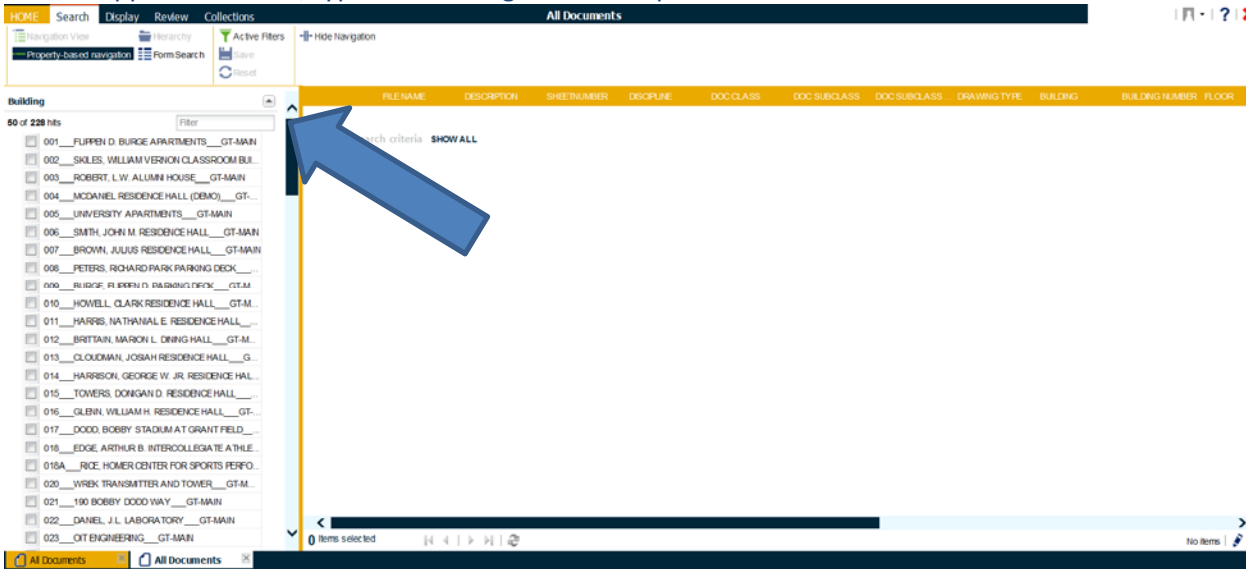 HOME Search Display Review Collections All Documents ?
Navigation View Hierarchy Active Filters Hide Navigation
Property-based navigation Form Search Save
Reset
Building FILENAME DESCRIPTION SHEETNUMBER DISCIPLINE DOC CLASS DOC SUBCLASS DOC SUBCLASS ... DRAWING TYPE BUILDING BUILDING NUMBER FLOOR
50 of 228 hits Filter
criteria SHOW ALL
001___FLIPPEN D. BURGE APARTMENTS___GT-MAIN
002___SKILES, WILLIAM VERNON CLASSROOM BUI...
003___ROBERT, L.W. ALUMNI HOUSE___GT-MAIN
004___MCDANIEL RESIDENCE HALL (DEMO)___GT-...
005___UNIVERSITY APARTMENTS___GT-MAIN
006___SMITH, JOHN M. RESIDENCE HALL___GT-MAIN
007___BROWN, JULIUS RESIDENCE HALL___GT-MAIN
008___PETERS, RICHARD PARK PARKING DECK___...
009___BURGE, FLIPPEN D. PARKING DECK___GT-M...
010___HOWELL, CLARK RESIDENCE HALL___GT-M...
011___HARRIS, NATHANIAL E. RESIDENCE HALL___...
012___BRITTAIN, MARION L. DINING HALL___GT-M...
013___CLOUDMAN, JOSIAH RESIDENCE HALL___G...
014___HARRISON, GEORGE W. JR. RESIDENCE HAL...
015___TOWERS, DONIGAN D. RESIDENCE HALL___...
016___GLENN, WILLIAM H. RESIDENCE HALL___GT-...
017___DODD, BOBBY STADIUM AT GRANT FIELD___...
018___EDGE, ARTHUR B. INTERCOLLEGIATE ATHLE...
018A___RICE, HOMER CENTER FOR SPORTS PERFO...
020___WREK TRANSMITTER AND TOWER___GT-M...
021___190 BOBBY DODD WAY___GT-MAIN
022___DANIEL, J.L. LABORATORY___GT-MAIN
023___OIT ENGINEERING___GT-MAIN
0 Items selected No items
All Documents All Documents